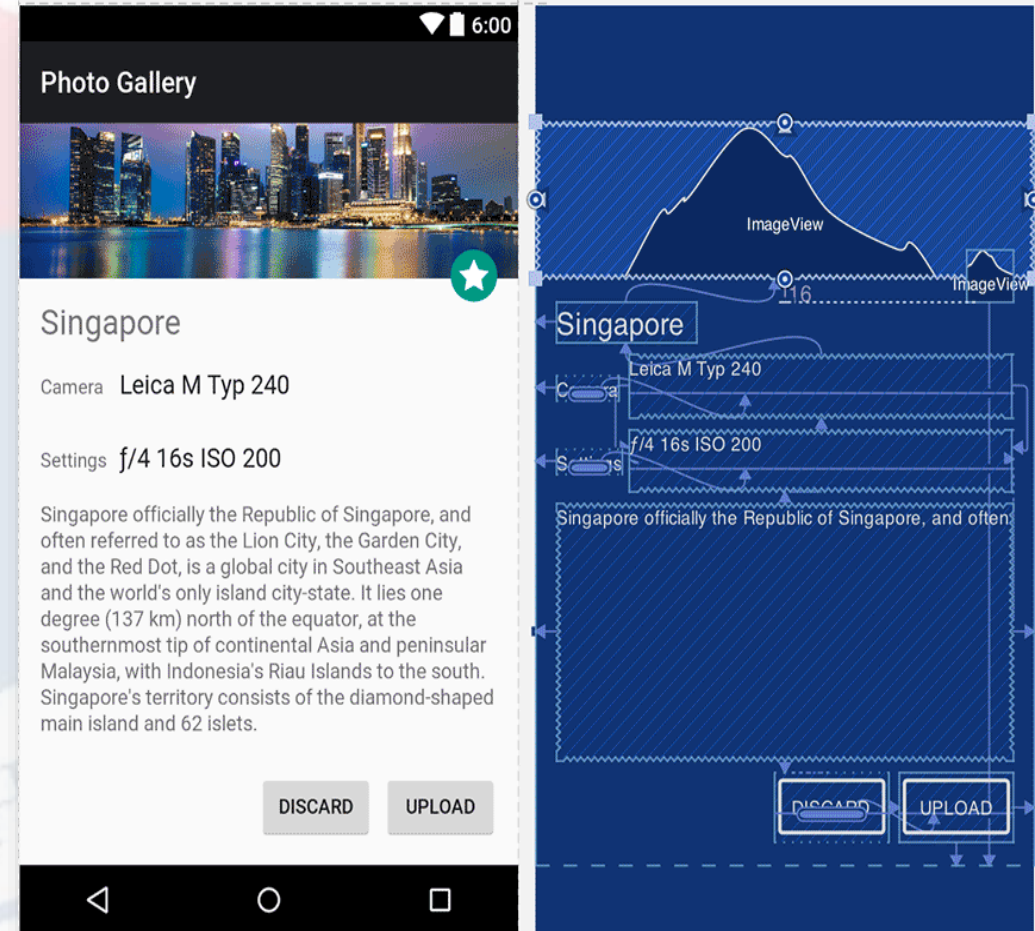 6:00
Photo Gallery
Singapore
Camera Leica M Typ 240
Settings ƒ/4 16s ISO 200
Singapore officially the Republic of Singapore, and
often referred to as the Lion City, the Garden City,
and the Red Dot, is a global city in Southeast Asia
and the world's only island city-state. It lies one
degree (137 km) north of the equator, at the
southernmost tip of continental Asia and peninsular
Malaysia, with Indonesia's Riau Islands to the south.
Singapore's territory consists of the diamond-shaped
main island and 62 islets.
DISCARD UPLOAD
ImageView
ImageView
16
Singapore
Leica M Typ 240
Camera
ƒ/4 16s ISO 200
Settings
Singapore officially the Republic of Singapore, and often
DISCARD UPLOAD